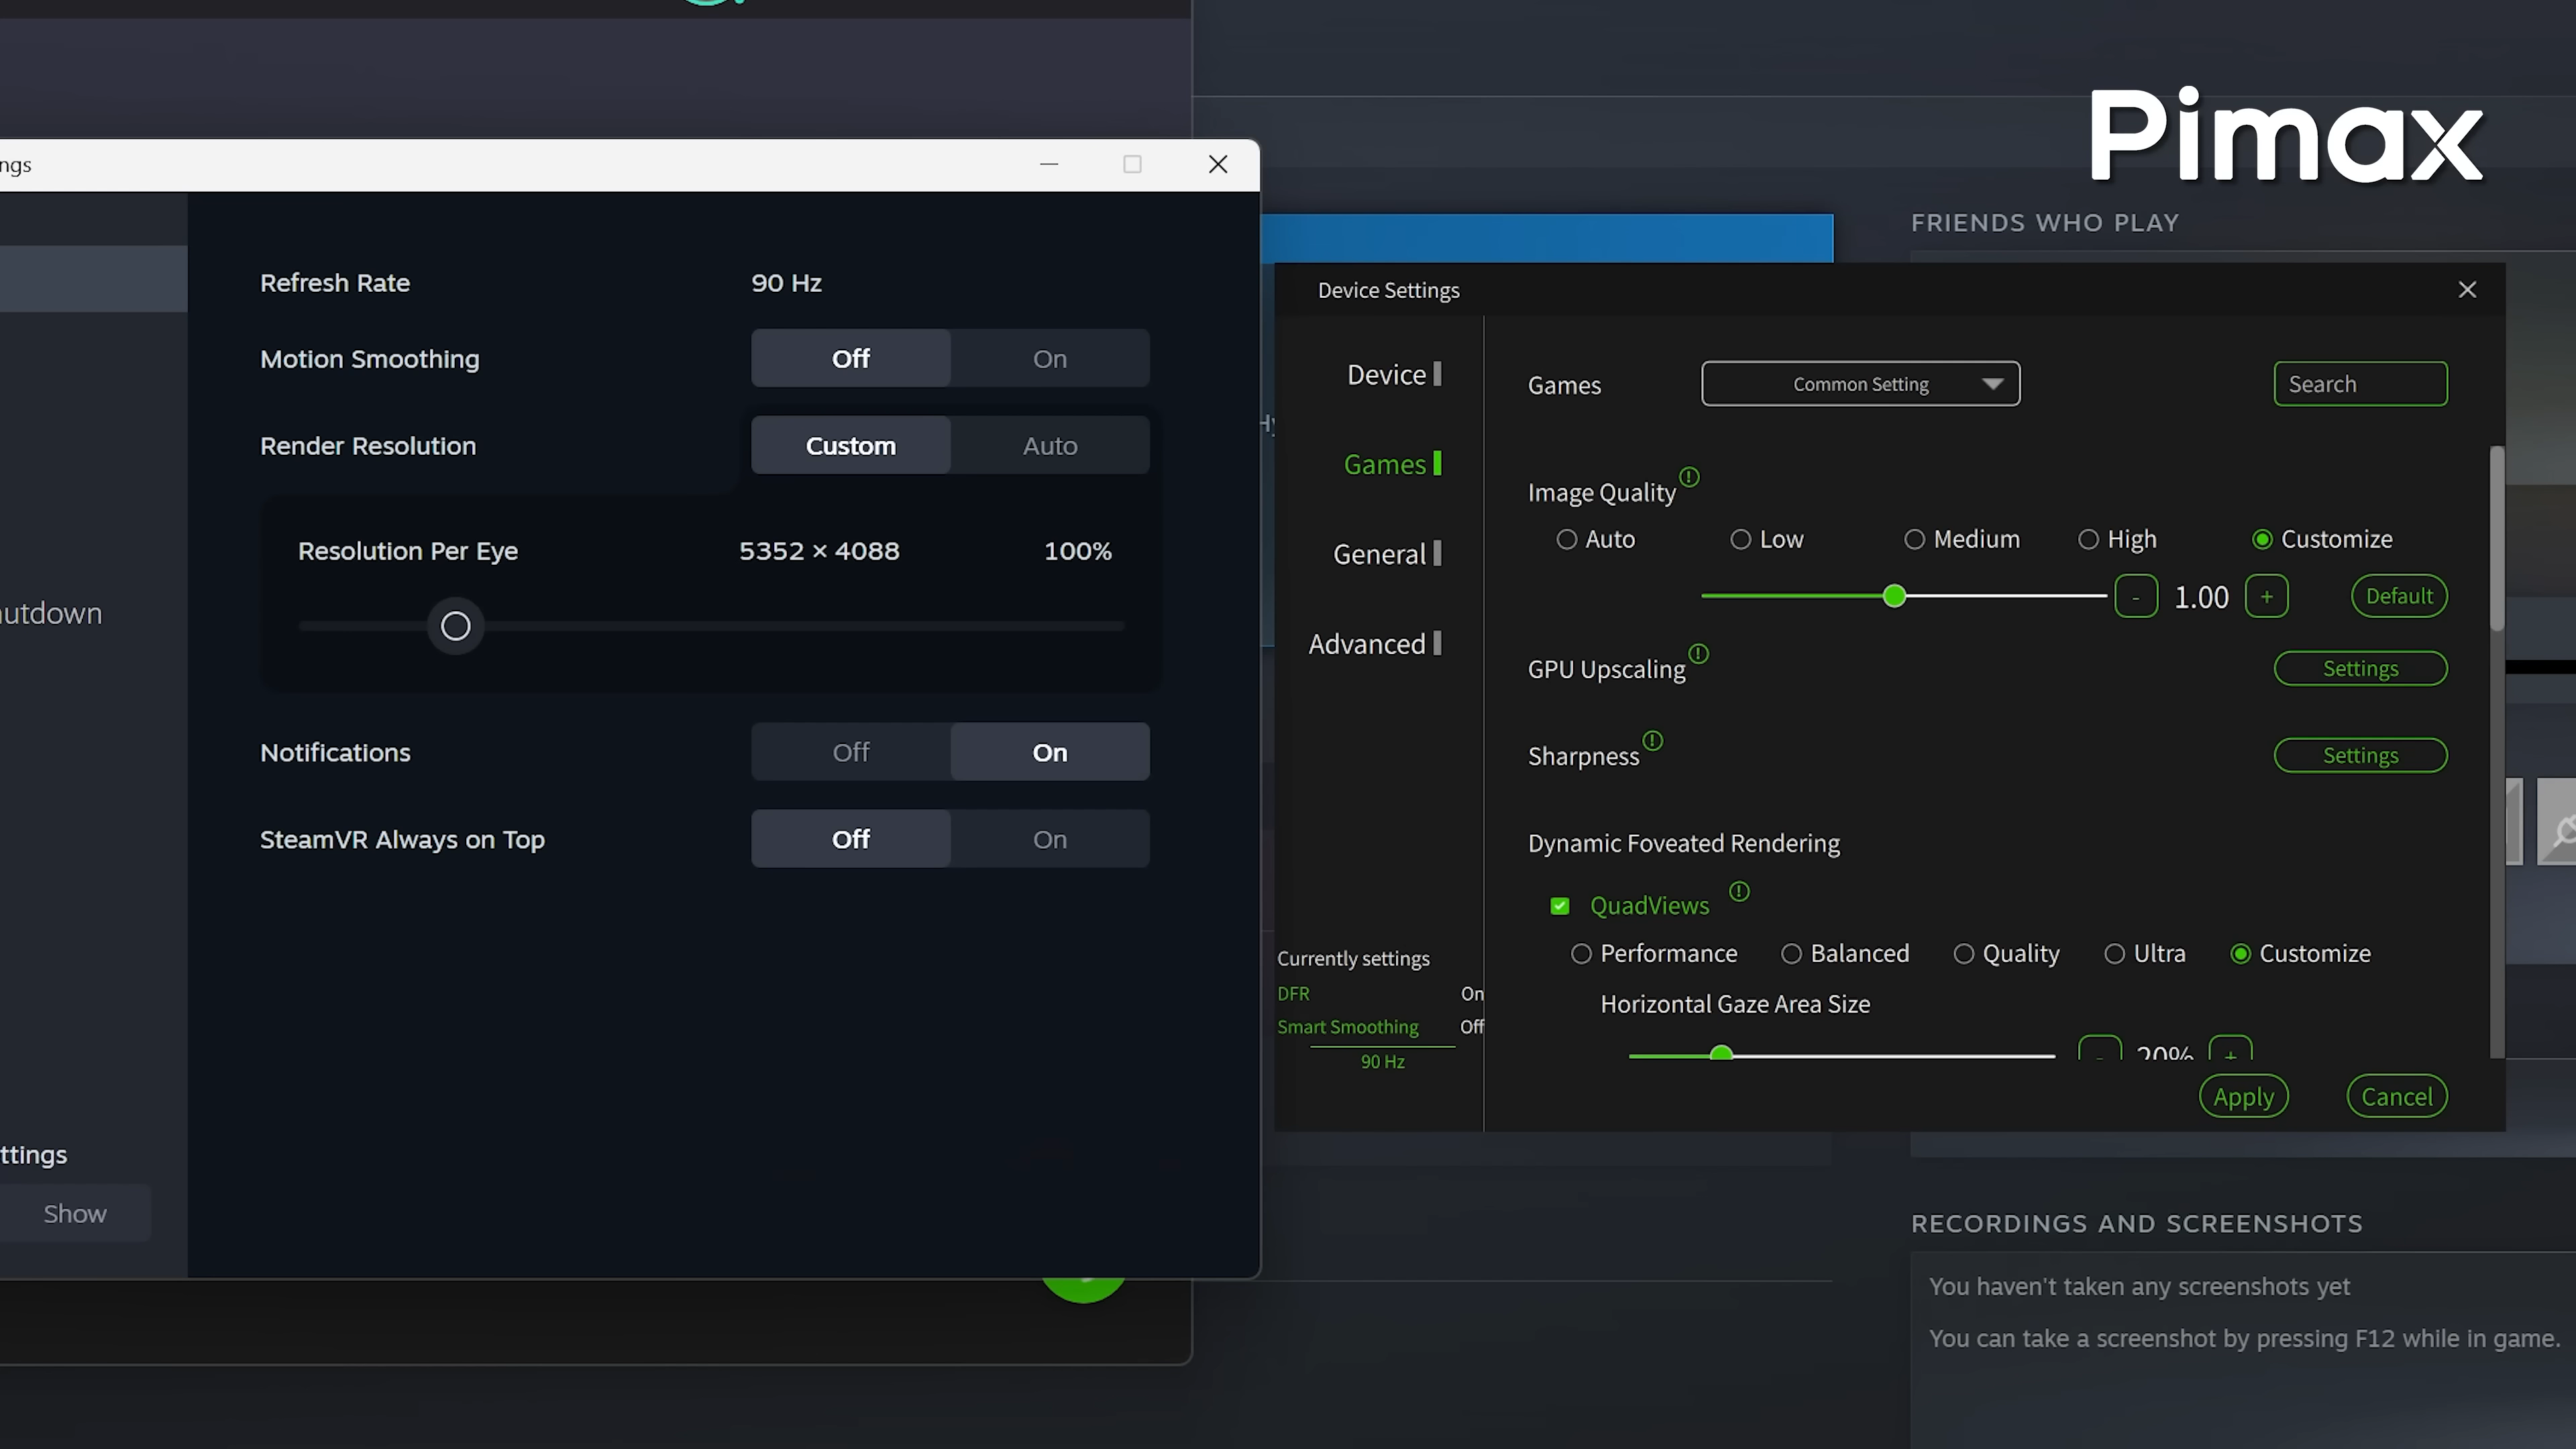 Pimax
ngs
Refresh Rate 90 Hz
Motion Smoothing Off On
Render Resolution Custom Auto
Resolution Per Eye 5352 × 4088 100%
Notifications Off On
SteamVR Always on Top Off On
utdown
ttings
Show
FRIENDS WHO PLAY
Device Settings
Device
Games
General
Advanced
Games Common Setting Search
Image Quality
Auto Low Medium High Customize
- 1.00 + Default
GPU Upscaling Settings
Sharpness Settings
Dynamic Foveated Rendering
QuadViews
Performance Balanced Quality Ultra Customize
Horizontal Gaze Area Size
- 20% +
Currently settings
DFR On
Smart Smoothing Off
90 Hz
Apply Cancel
RECORDINGS AND SCREENSHOTS
You haven't taken any screenshots yet
You can take a screenshot by pressing F12 while in game.